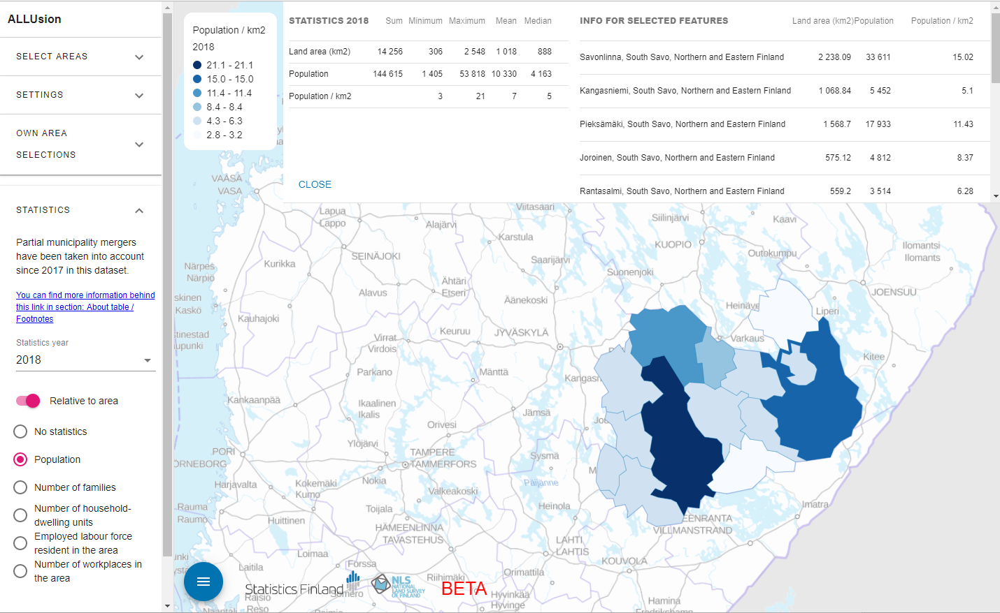 ALLUsion
SELECT AREAS
SETTINGS
OWN AREA
SELECTIONS
STATISTICS
Partial municipality mergers
have been taken into account
since 2017 in this dataset.
You can find more information behind
this link in section: About table /
Footnotes
Statistics year
2018
Relative to area
No statistics
Population
Number of families
Number of household-
dwelling units
Employed labour force
resident in the area
Number of workplaces in
the area
Population / km2
2018
21.1 - 21.1
15.0 - 15.0
11.4 - 11.4
8.4 - 8.4
4.3 - 6.3
2.8 - 3.2
STATISTICS 2018 Sum Minimum Maximum Mean Median
Land area (km2) 14 256 306 2 548 1 018 888
Population 144 615 1 405 53 818 10 330 4 163
Population / km2 3 21 7 5
CLOSE
INFO FOR SELECTED FEATURES Land area (km2) Population Population / km2
Savonlinna, South Savo, Northern and Eastern Finland 2 238.09 33 611 15.02
Kangasniemi, South Savo, Northern and Eastern Finland 1 068.84 5 452 5.1
Pieksämäki, South Savo, Northern and Eastern Finland 1 568.7 17 933 11.43
Joroinen, South Savo, Northern and Eastern Finland 575.12 4 812 8.37
Rantasalmi, South Savo, Northern and Eastern Finland 559.2 3 514 6.28
VAASA
VASA
Lapua
Lappo
Alajärvi
Viitasaari
Karstula
Siilinjärvi
Kaavi
KUOPIO
Outokumpu
Ilomantsi
Ilomants
SEINÄJOKI
Kurikka
Närpes
Närpiö
Saarijärvi
Suonenjoki
JOENSUU
Alavus
Ähtäri
Etseri
Äänekoski
Heinäve
Liperi
skinen
Kaskö
Kauhajoki
tinestad
upunki
Virrat
Virdois
Keuruu
JYVÄSKYLÄ
Varkaus
Kitee
Parkano
Mänttä
Kangasn
Kankaanpää
Ikaalinen
Ikalis
Jämsä
Jou
Orivesi
PORI
ÖRNEBORG
Ylöjärvi
TAMPERE
TAMMERFORS
Sysmä
M
Nokia
Päijänne
Harjavalta
Kokemäki
Kumo
Valkeakoski
Heinola
Rauma
Raumo
Toijala
Imatra
Huittinen
HÄMEENLINNA
TAVASTEHUS
EENRANTA
VILLMANSTRAND
LAHTI
LAHTIS
Loimaa
Forssa
KOUVOLA
Laitila
Riihimäki
Orimattila
Statistics Finland
NLS
NATIONAL
LAND SURVEY
OF FINLAND
BETA
Raisio
Reso
Somero
Hyvinkää
Hyvinge
Hamina